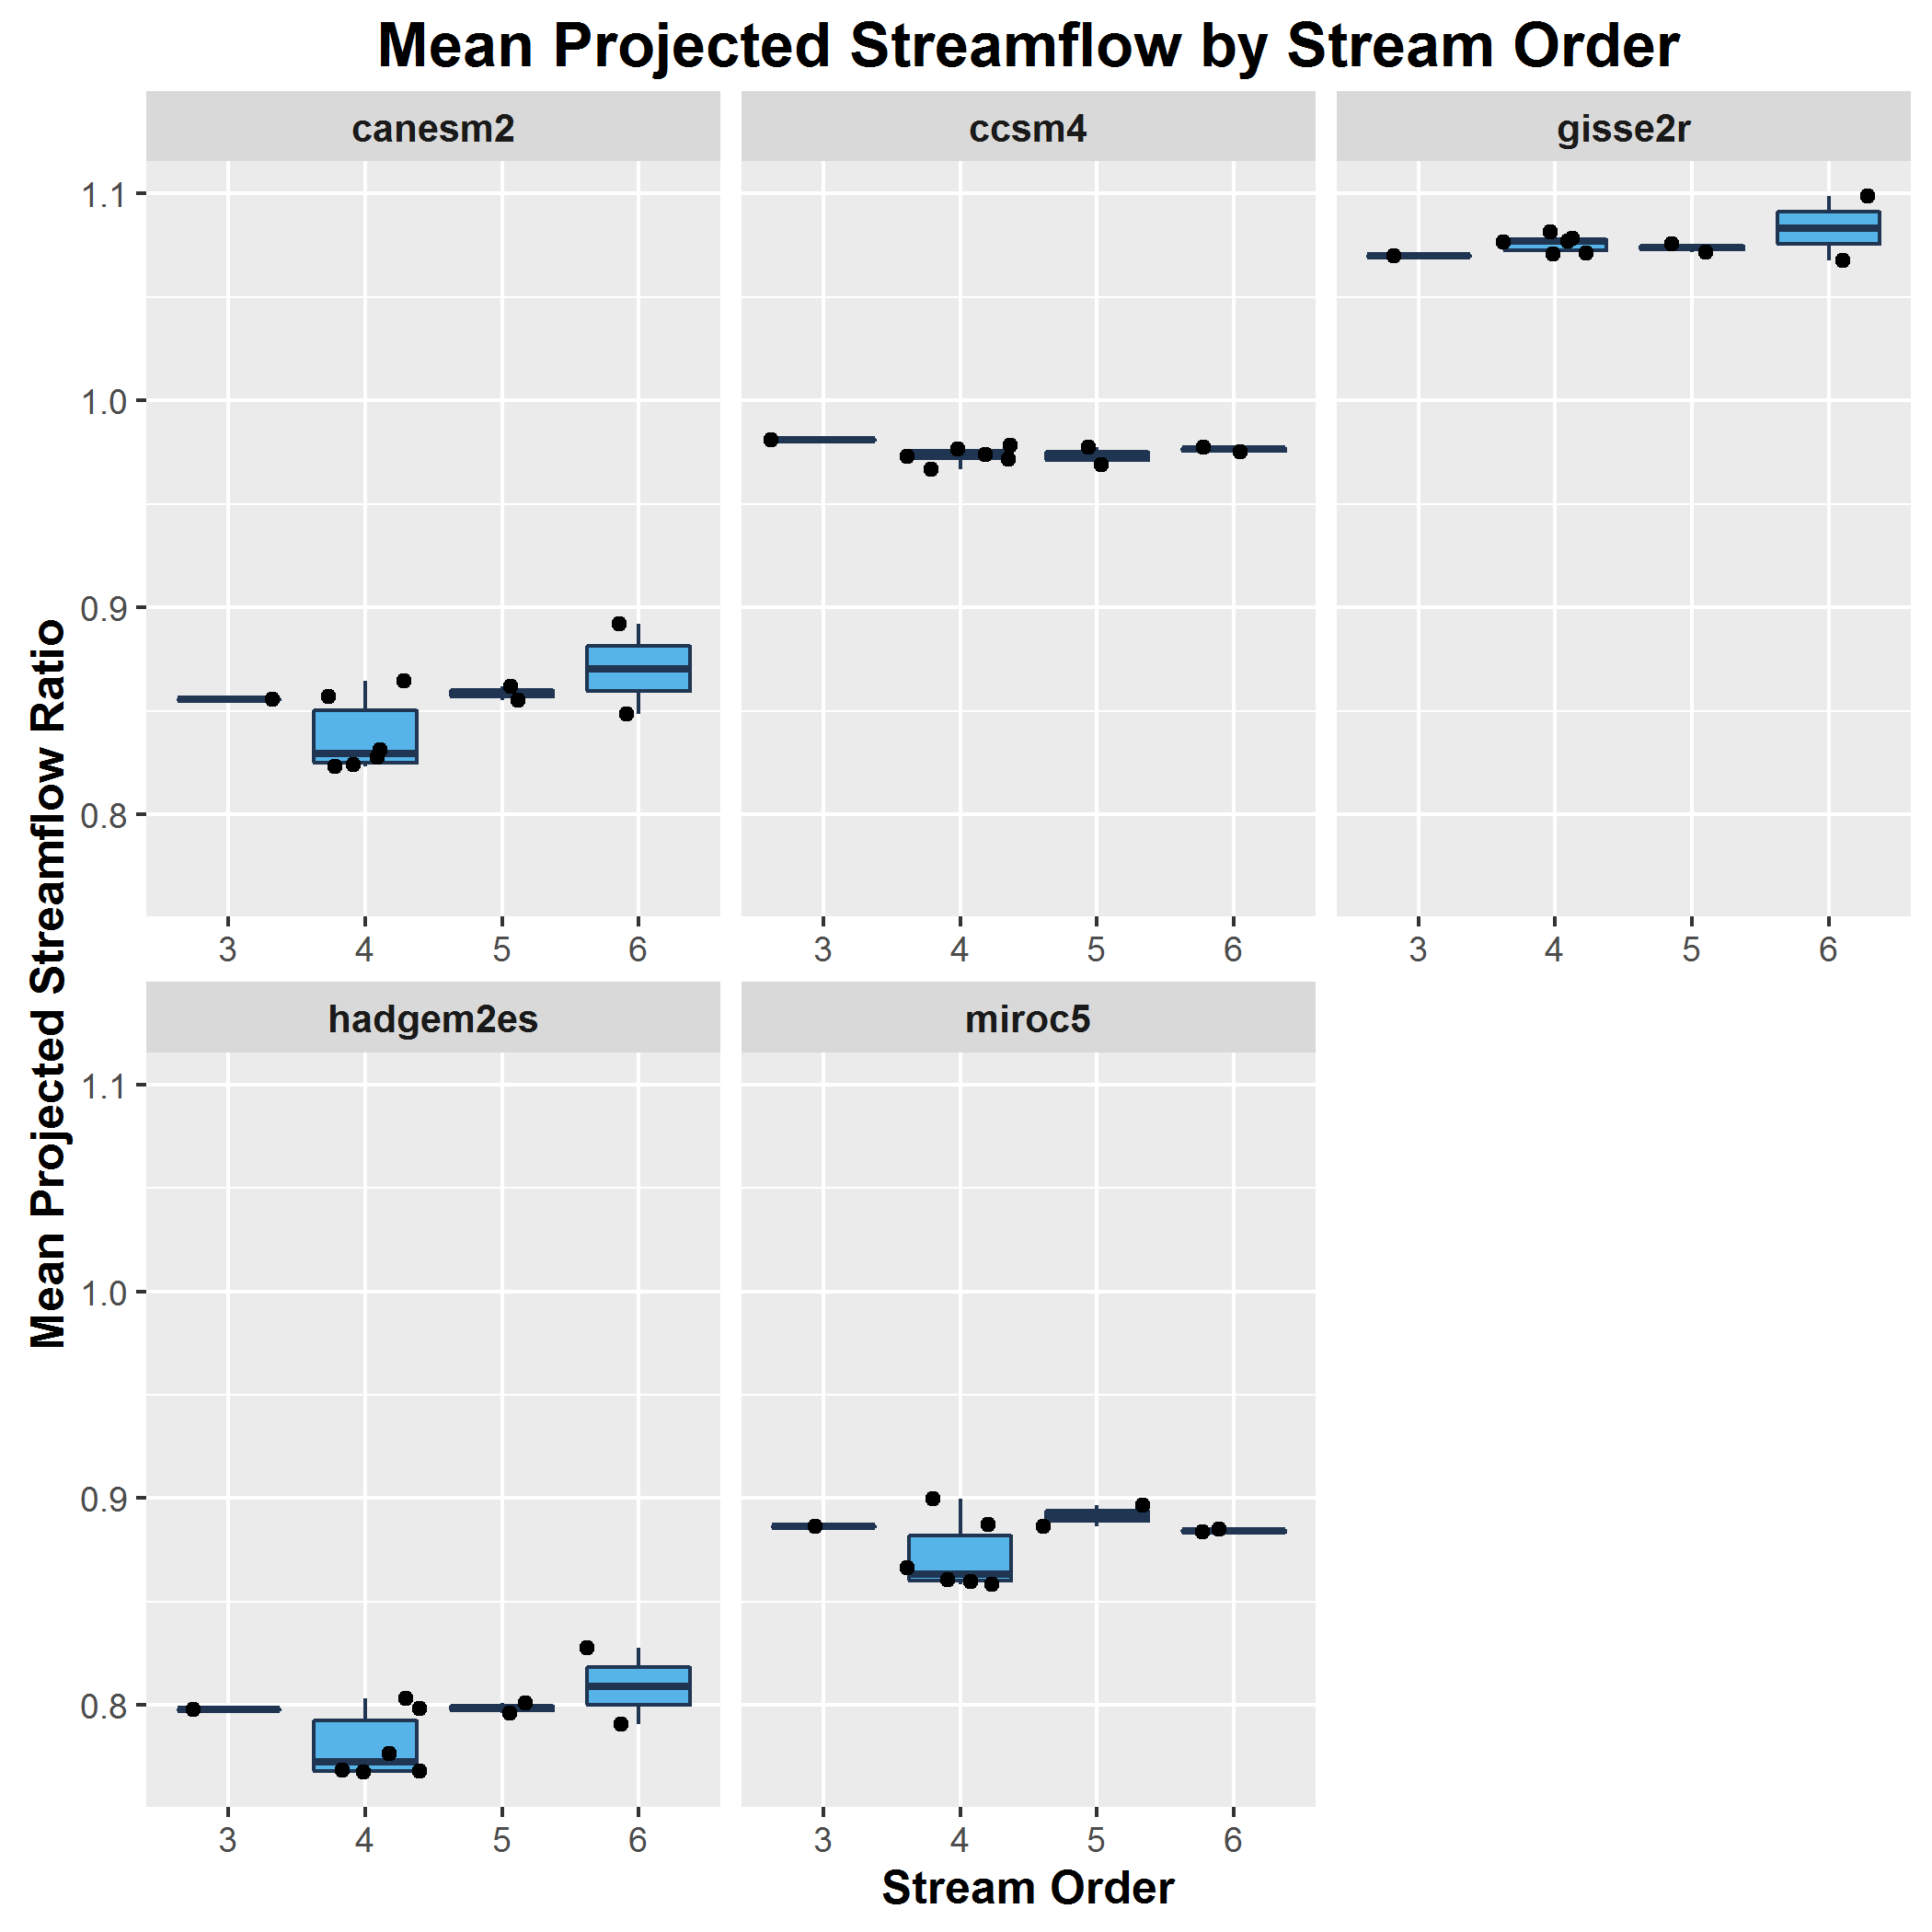 Mean Projected Streamflow by Stream Order
canesm2
ccsm4
gisse2r
1.1
1.0
0.9
0.8
3 4 5 6
3 4 5 6
3 4 5 6
Mean Projected Streamflow Ratio
hadgem2es
miroc5
1.1
1.0
0.9
0.8
3 4 5 6
3 4 5 6
Stream Order